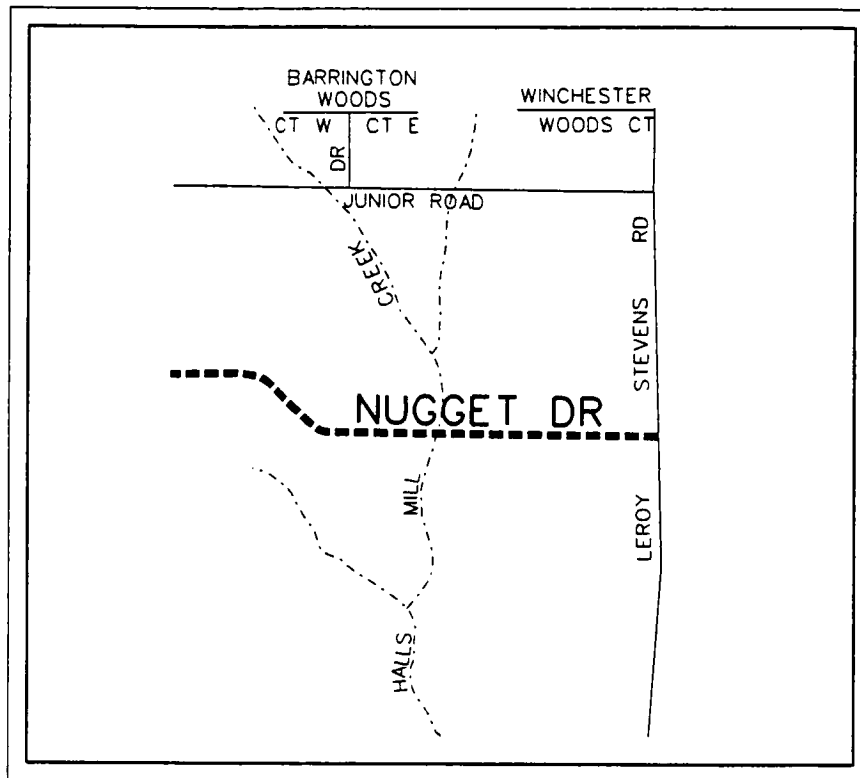 BARRINGTON
WOODS
CT W
CT E
DR
WINCHESTER
WOODS CT
JUNIOR ROAD
CREEK
STEVENS RD
NUGGET DR
MILL
LEROY
HALLS